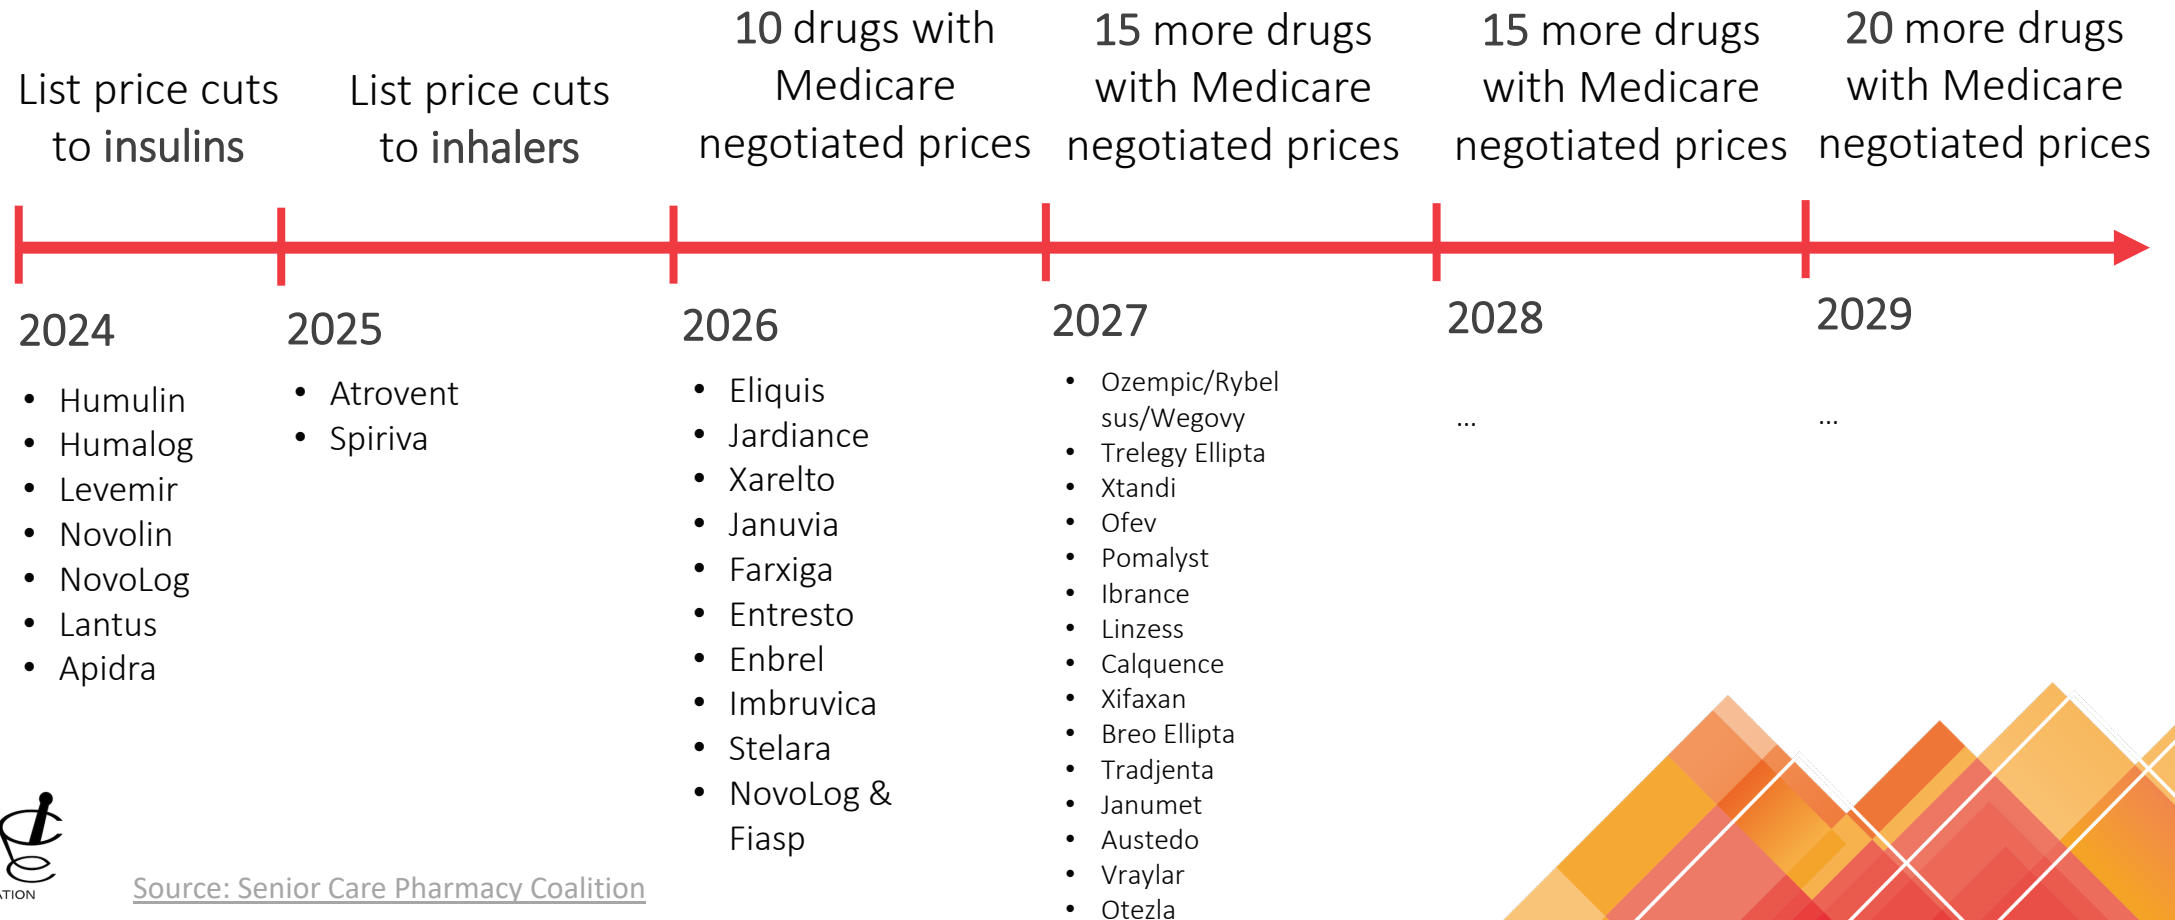 List price cuts
to insulins
List price cuts
to inhalers
10 drugs with
Medicare
negotiated prices
15 more drugs
with Medicare
negotiated prices
15 more drugs
with Medicare
negotiated prices
20 more drugs
with Medicare
negotiated prices
2024
• Humulin
• Humalog
• Levemir
• Novolin
• NovoLog
• Lantus
• Apidra
2025
• Atrovent
• Spiriva
2026
• Eliquis
• Jardiance
• Xarelto
• Januvia
• Farxiga
• Entresto
• Enbrel
• Imbruvica
• Stelara
• NovoLog &
Fiasp
2027
• Ozempic/Rybel
sus/Wegovy
• Trelegy Ellipta
• Xtandi
• Ofev
• Pomalyst
• Ibrance
• Linzess
• Calquence
• Xifaxan
• Breo Ellipta
• Tradjenta
• Janumet
• Austedo
• Vraylar
• Otezla
2028
...
2029
...
Source: Senior Care Pharmacy Coalition